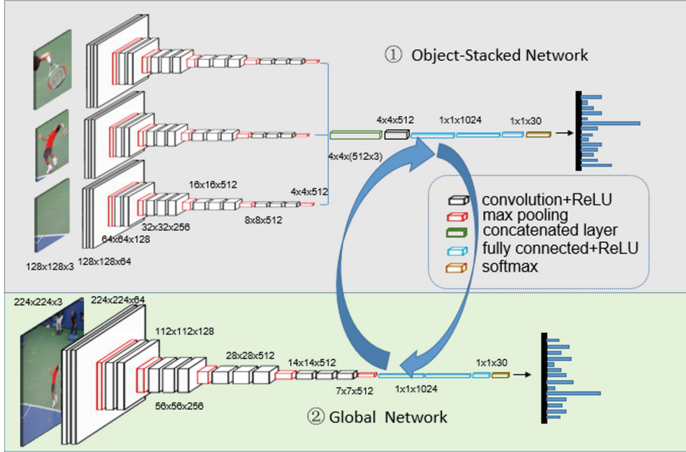 ① Object-Stacked Network
4x4x512
1x1x1024
1x1x30
4x4x(512x3)
16x16x512
4x4x512
8x8x512
32x32x256
64x64x128
128x128x3
128x128x64
convolution+ReLU
max pooling
concatenated layer
fully connected+ReLU
softmax
224x224x3
224x224x64
112x112x128
28x28x512
14x14x512
1x1x30
7x7x512
1x1x1024
56x56x256
② Global Network